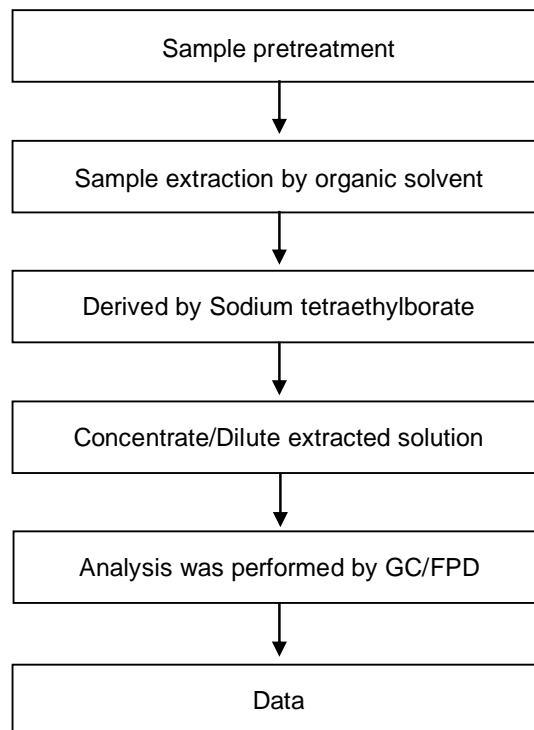 Sample pretreatment
Sample extraction by organic solvent
Derived by Sodium tetraethylborate
Concentrate/Dilute extracted solution
Analysis was performed by GC/FPD
Data